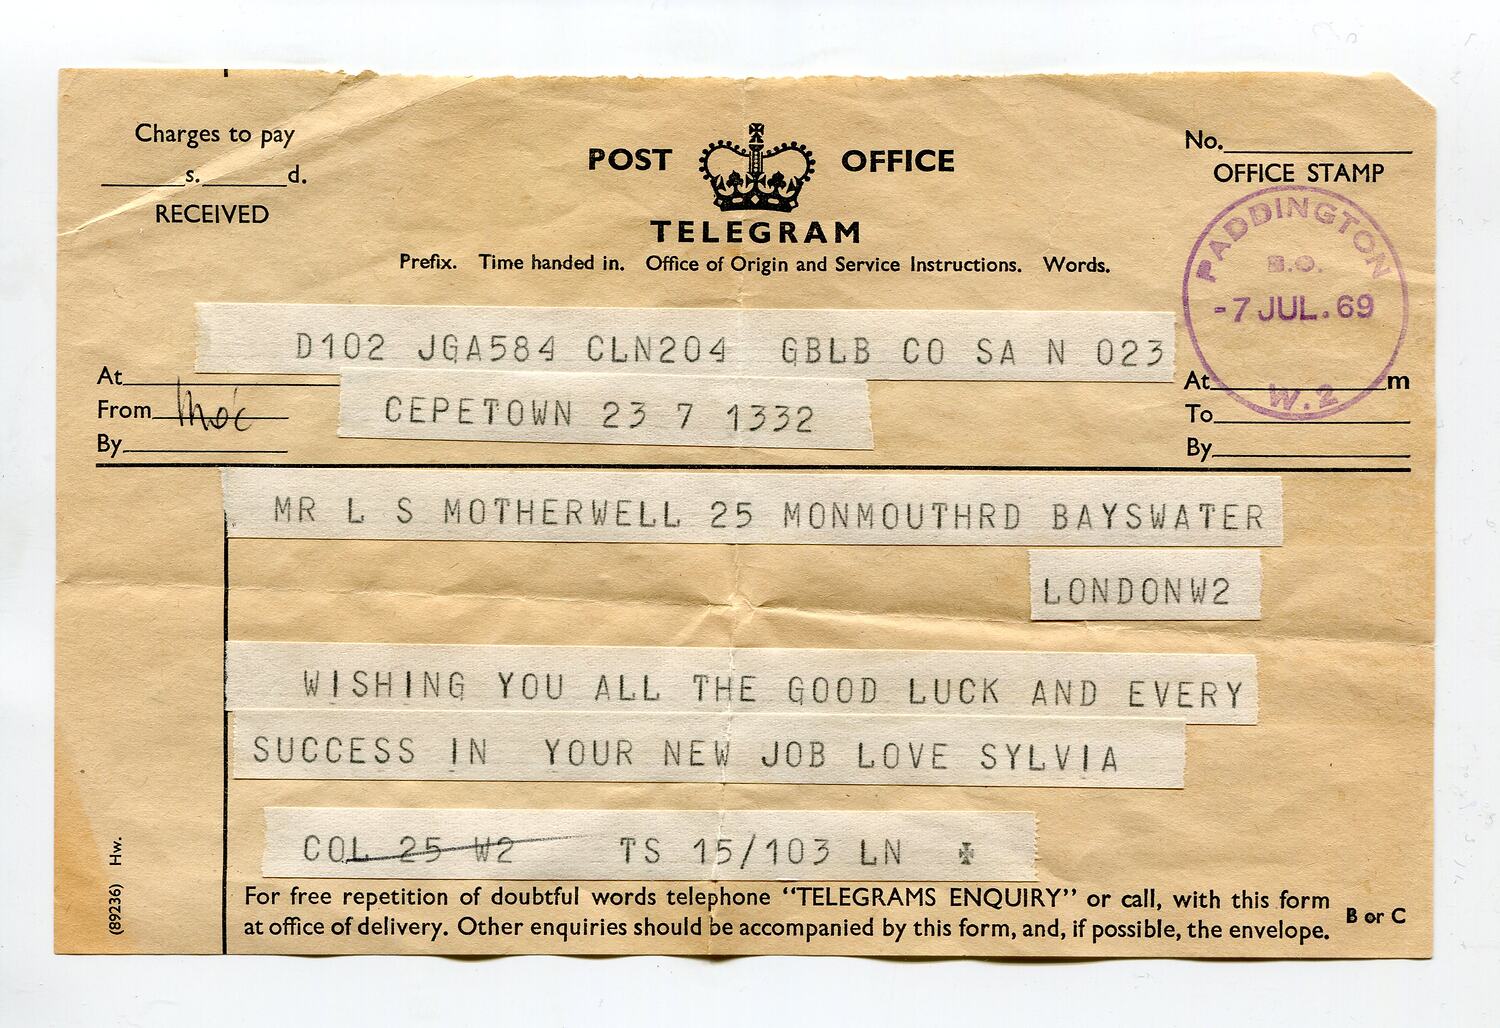 Charges to pay
s. d.
RECEIVED
POST OFFICE
TELEGRAM
Prefix. Time handed in. Office of Origin and Service Instructions. Words.
No.
OFFICE STAMP
PADDINGTON
B.O.
-7 JUL.69
W.2
D102 JGA584 CLN204 GBLB CO SA N 023
At
From
By
CEPETOWN 23 7 1332
At m
To
By
MR L S MOTHERWELL 25 MONMOUTHRD BAYSWATER
LONDONW2
WISHING YOU ALL THE GOOD LUCK AND EVERY
SUCCESS IN YOUR NEW JOB LOVE SYLVIA
COL 25 W2 TS 15/103 LN
For free repetition of doubtful words telephone “TELEGRAMS ENQUIRY” or call, with this form
at office of delivery. Other enquiries should be accompanied by this form, and, if possible, the envelope.
B or C
(89236) Hw.